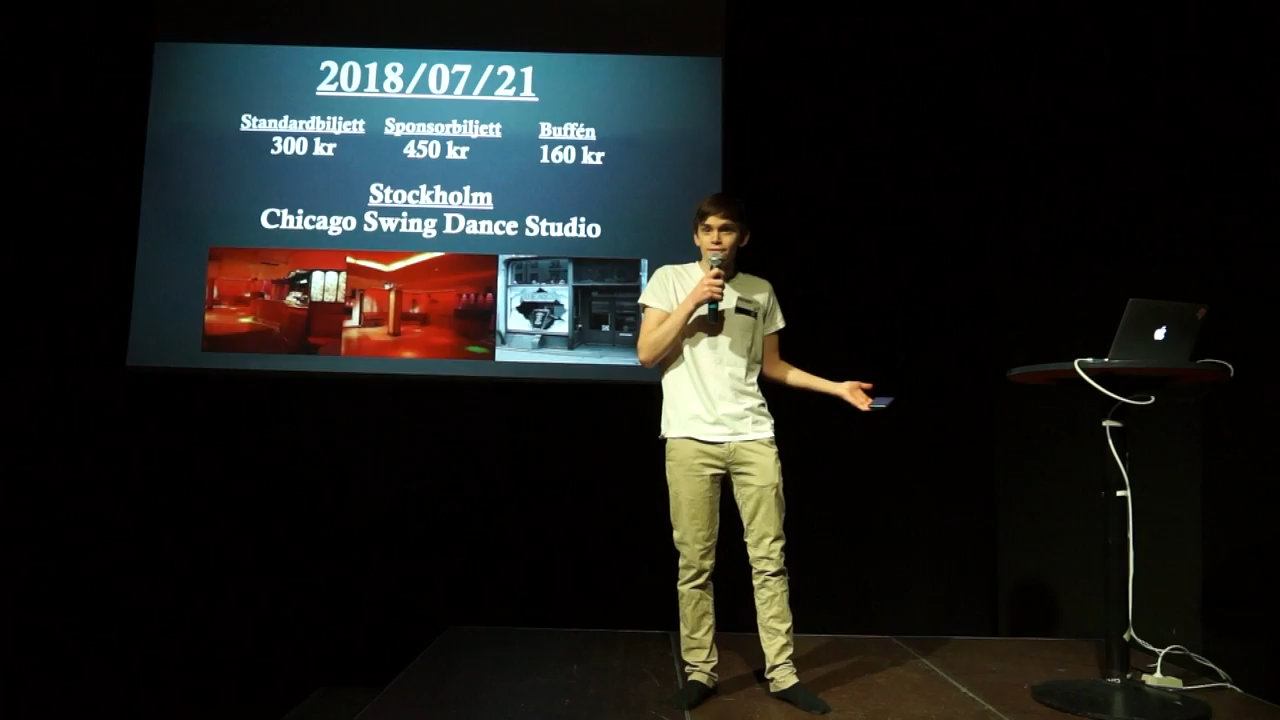 2018/07/21
Standardbiljett Sponsorbiljett Buffén
300 kr 450 kr 160 kr
Stockholm
Chicago Swing Dance Studio